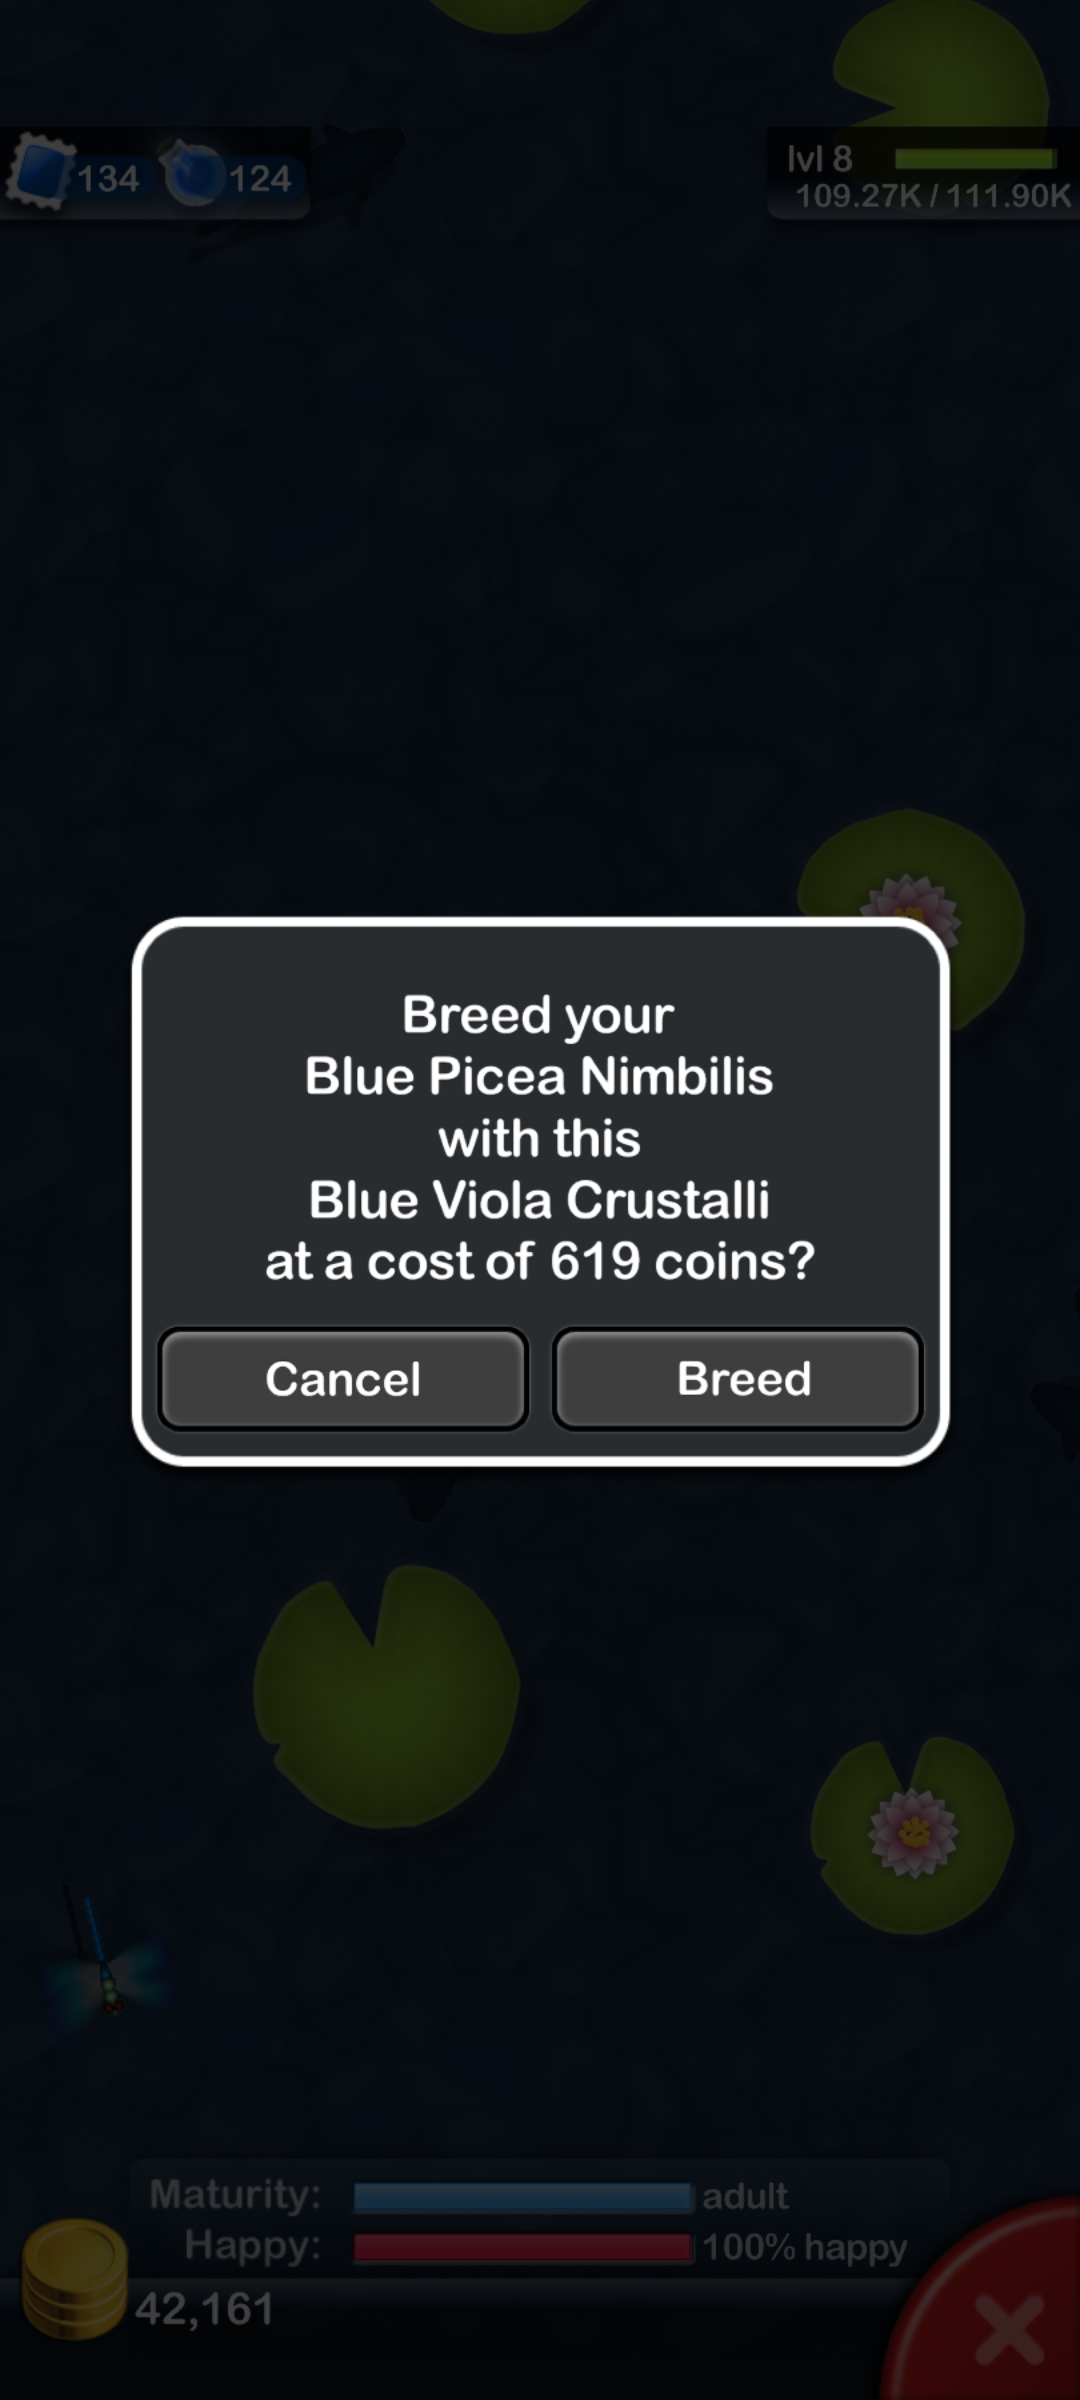 134
124
lvl 8
109.27K / 111.90K
Breed your
Blue Picea Nimbilis
with this
Blue Viola Crustalli
at a cost of 619 coins?
Cancel
Breed
Maturity:
adult
Happy:
100% happy
42,161